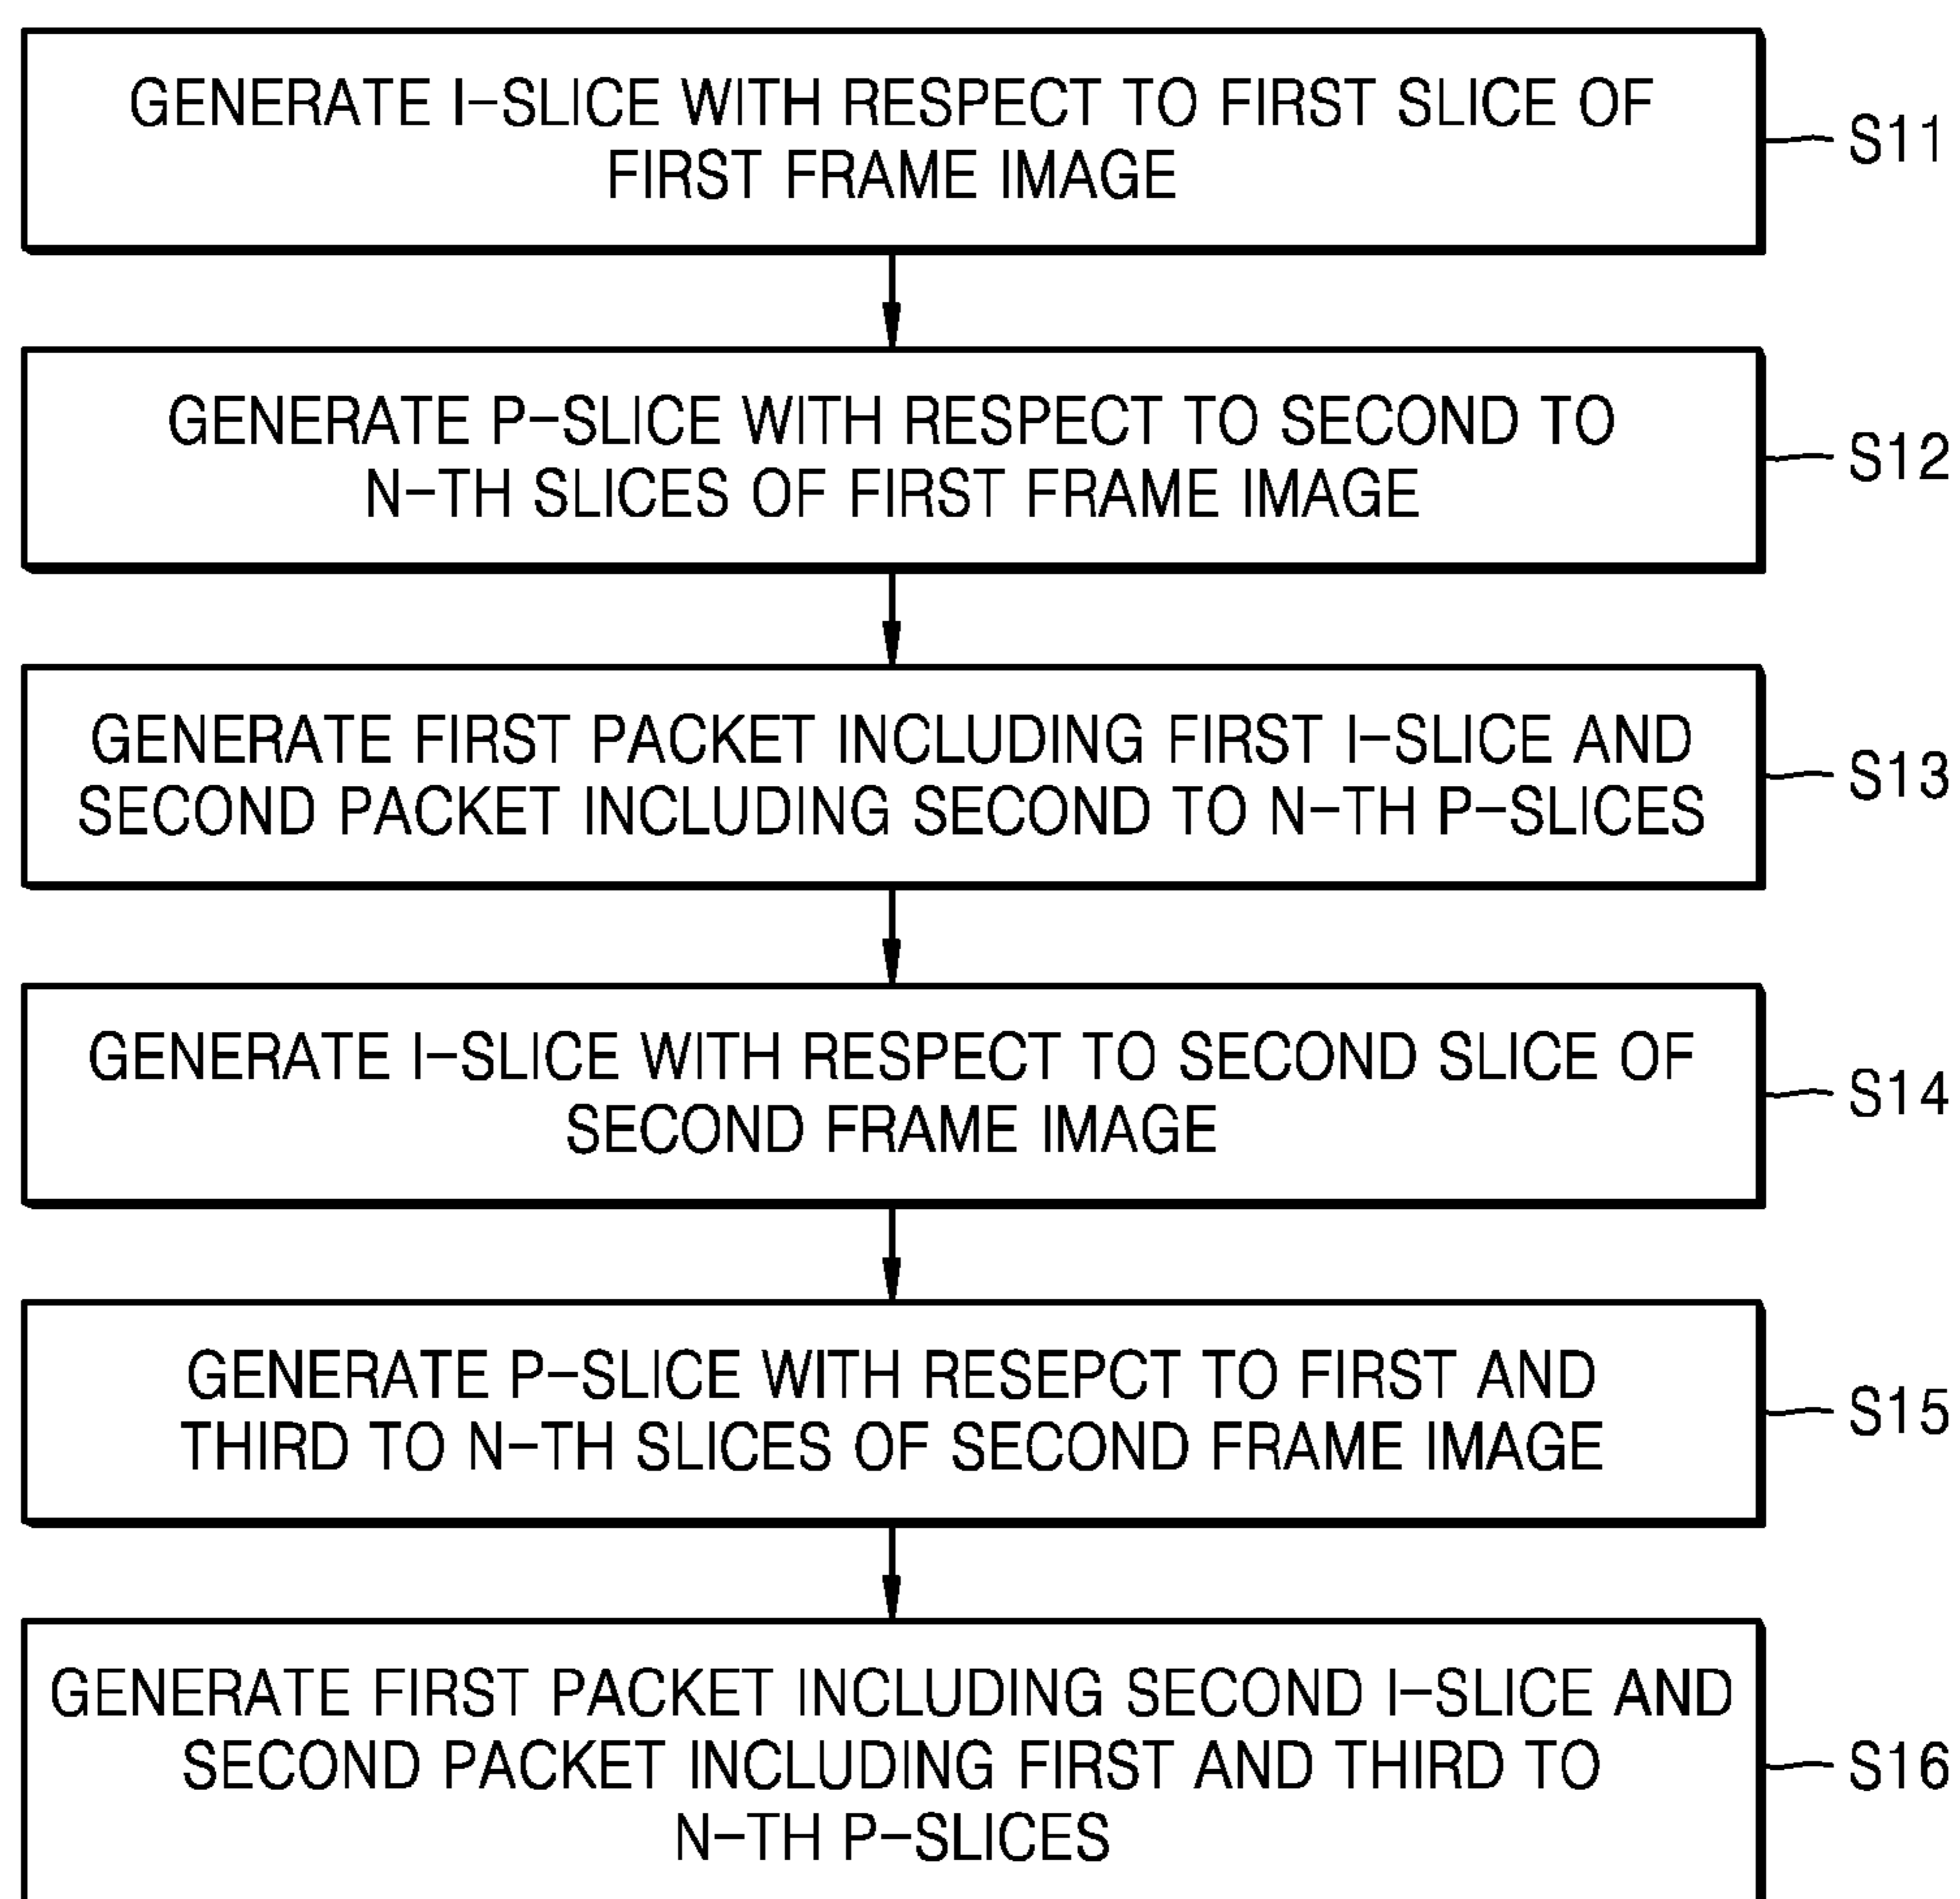 GENERATE I-SLICE WITH RESPECT TO FIRST SLICE OF
FIRST FRAME IMAGE
S11
GENERATE P-SLICE WITH RESPECT TO SECOND TO
N-TH SLICES OF FIRST FRAME IMAGE
S12
GENERATE FIRST PACKET INCLUDING FIRST I-SLICE AND
SECOND PACKET INCLUDING SECOND TO N-TH P-SLICES
S13
GENERATE I-SLICE WITH RESPECT TO SECOND SLICE OF
SECOND FRAME IMAGE
S14
GENERATE P-SLICE WITH RESEPCT TO FIRST AND
THIRD TO N-TH SLICES OF SECOND FRAME IMAGE
S15
GENERATE FIRST PACKET INCLUDING SECOND I-SLICE AND
SECOND PACKET INCLUDING FIRST AND THIRD TO
N-TH P-SLICES
S16